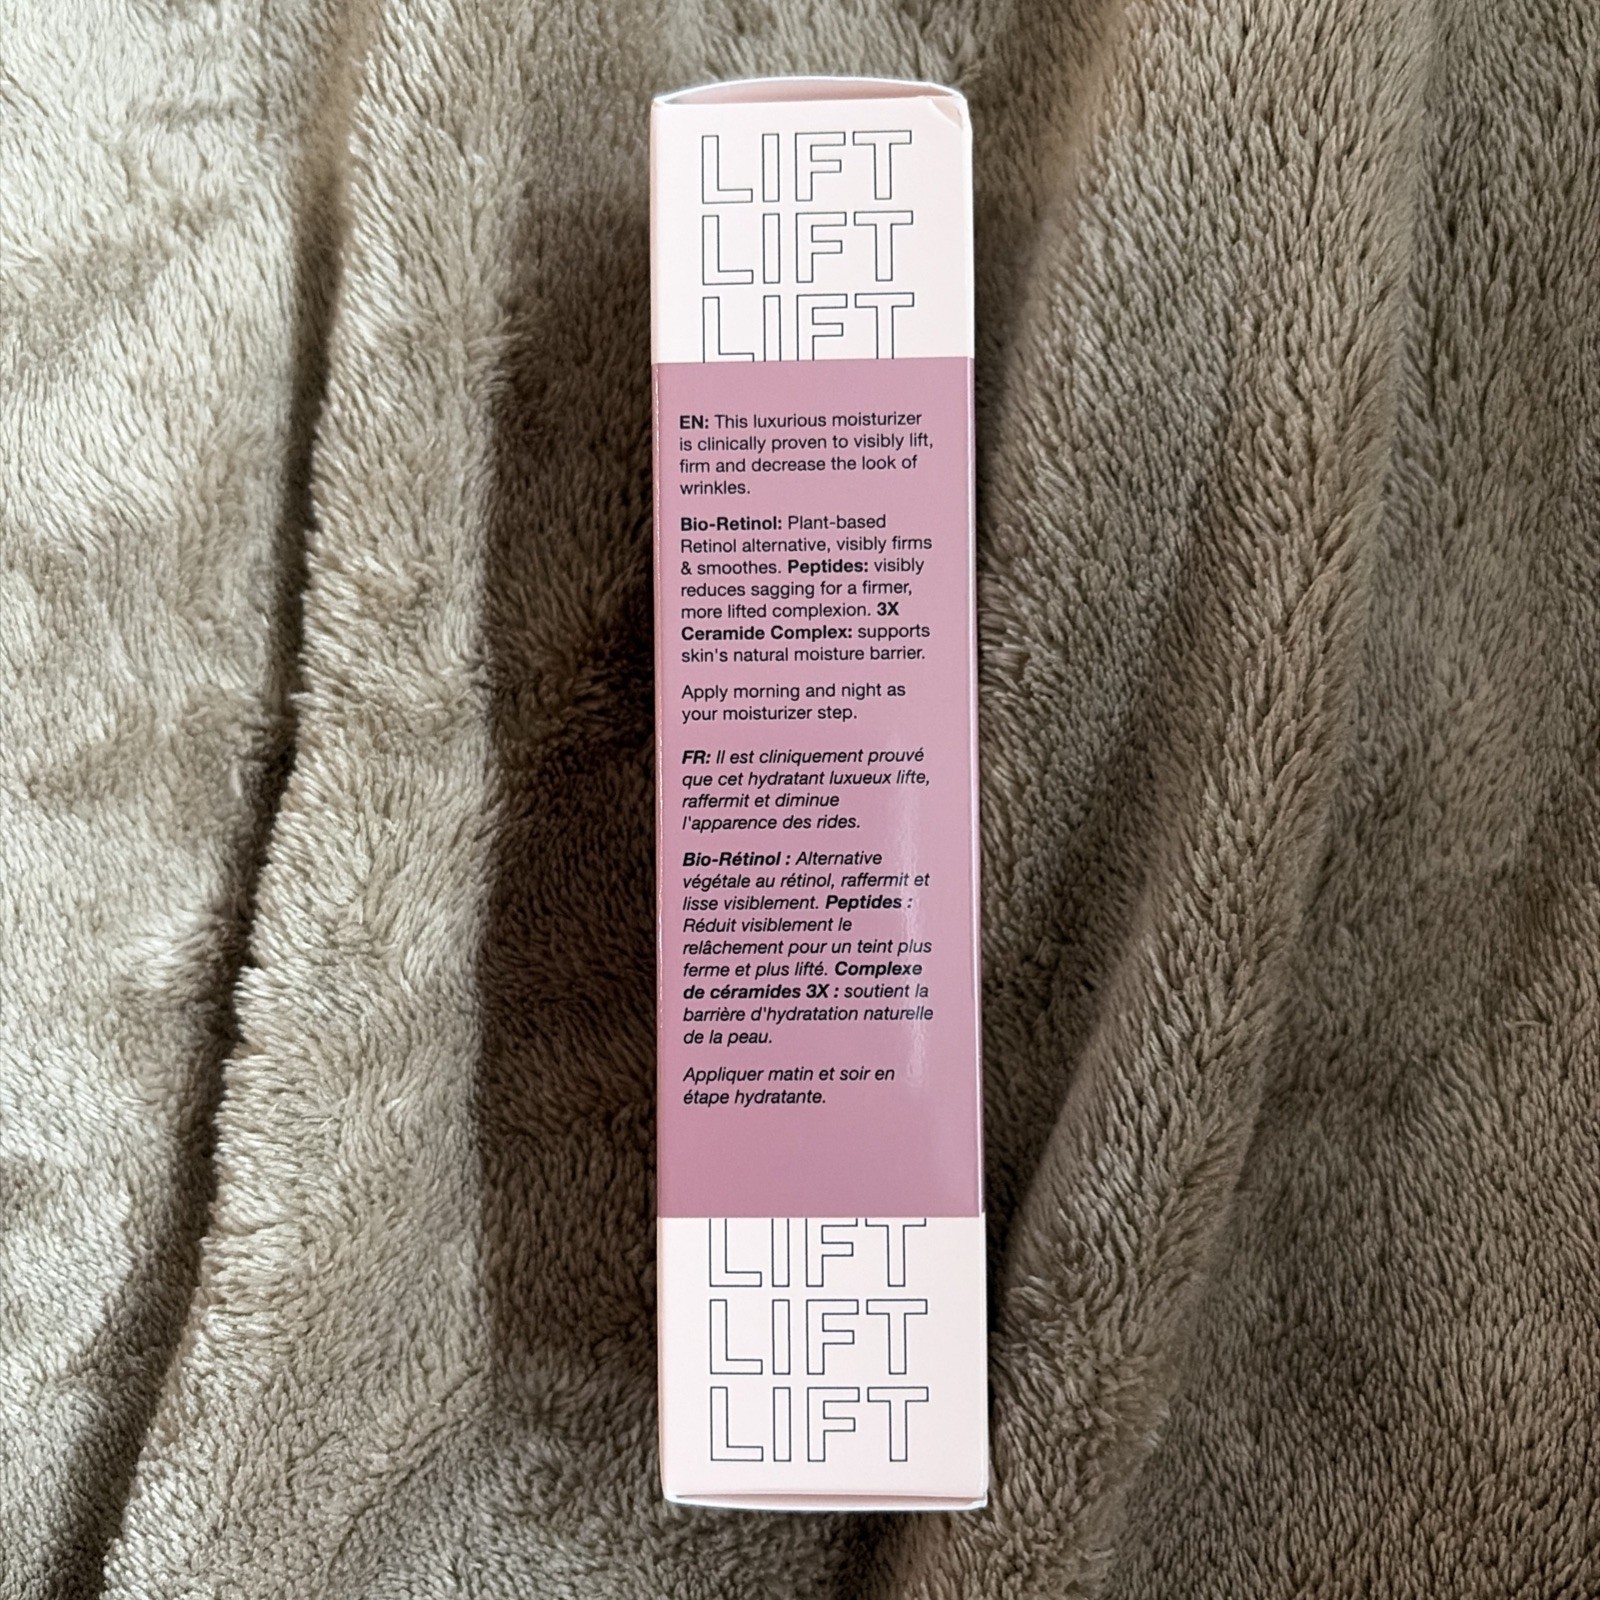 LIFT
LIFT
LIFT
EN: This luxurious moisturizer
is clinically proven to visibly lift,
firm and decrease the look of
wrinkles.
Bio-Retinol: Plant-based
Retinol alternative, visibly firms
& smoothes. Peptides: visibly
reduces sagging for a firmer,
more lifted complexion. 3X
Ceramide Complex: supports
skin's natural moisture barrier.
Apply morning and night as
your moisturizer step.
FR: Il est cliniquement prouvé
que cet hydratant luxueux lifte,
raffermit et diminue
l'apparence des rides.
Bio-Rétinol : Alternative
végétale au rétinol, raffermit et
lisse visiblement. Peptides :
Réduit visiblement le
relâchement pour un teint plus
ferme et plus lifté. Complexe
de céramides 3X : soutient la
barrière d'hydratation naturelle
de la peau.
Appliquer matin et soir en
étape hydratante.
LIFT
LIFT
LIFT